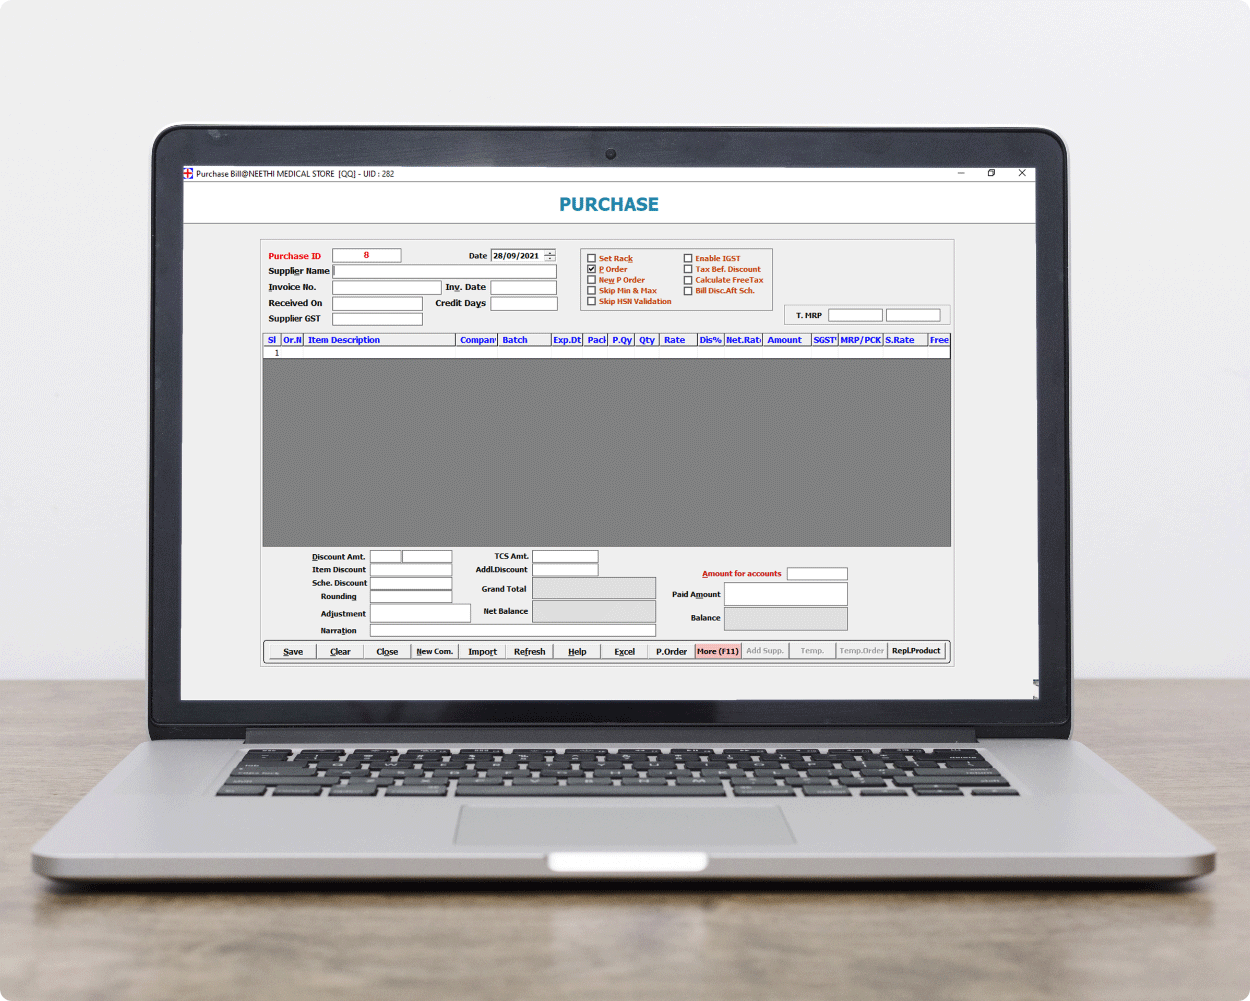 Purchase Bill@NEETHI MEDICAL STORE [QQ] - UID : 282
PURCHASE
Purchase ID 8 Date 28/09/2021
Supplier Name
Invoice No. Inv. Date
Received On Credit Days
Supplier GST
Set Rack Enable IGST
P Order Tax Bef. Discount
New P Order Calculate FreeTax
Skip Min & Max Bill Disc.Aft Sch.
Skip HSN Validation
T. MRP
Sl Or.N Item Description Compan Batch Exp.Dt Pack P.Qy Qty Rate Dis% Net.Rate Amount SGST MRP/PCK S.Rate Free
1
Discount Amt. TCS Amt.
Item Discount Addl.Discount
Sche. Discount Grand Total
Rounding
Adjustment Net Balance
Narration
Amount for accounts
Paid Amount
Balance
Save Clear Close New Com. Import Refresh Help Excel P.Order More (F11) Add Supp. Temp. Temp.Order Repl.Product